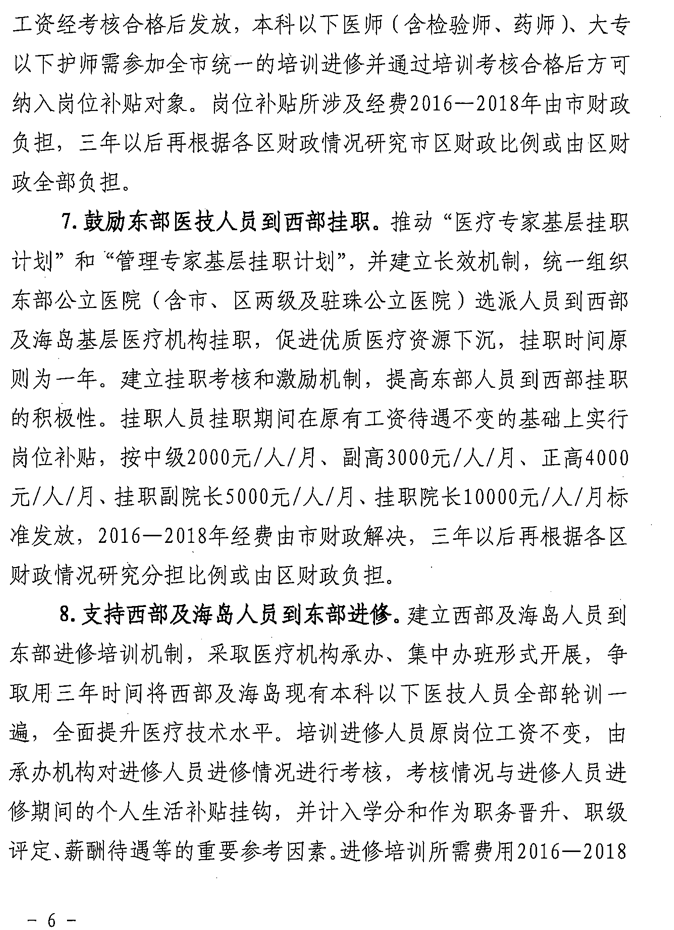 工资经考核合格后发放，本科以下医师（含检验师、药师）、大专
以下护师需参加全市统一的培训进修并通过培训考核合格后方可
纳入岗位补贴对象。岗位补贴所涉及经费2016—2018年由市财政
负担，三年以后再根据各区财政情况研究市区财政比例或由区财
政全部负担。
7.鼓励东部医技人员到西部挂职。推动“医疗专家基层挂职
计划”和“管理专家基层挂职计划”，并建立长效机制，统一组织
东部公立医院（含市、区两级及驻珠公立医院）选派人员到西部
及海岛基层医疗机构挂职，促进优质医疗资源下沉，挂职时间原
则为一年。建立挂职考核和激励机制，提高东部人员到西部挂职
的积极性。挂职人员挂职期间在原有工资待遇不变的基础上实行
岗位补贴，按中级2000元/人/月、副高3000元/人/月、正高4000
元/人/月、挂职副院长5000元/人/月、挂职院长10000元/人/月标
准发放，2016—2018年经费由市财政解决，三年以后再根据各区
财政情况研究分担比例或由区财政负担。
8.支持西部及海岛人员到东部进修。建立西部及海岛人员到
东部进修培训机制，采取医疗机构承办、集中办班形式开展，争
取用三年时间将西部及海岛现有本科以下医技人员全部轮训一
遍，全面提升医疗技术水平。培训进修人员原岗位工资不变，由
承办机构对进修人员进修情况进行考核，考核情况与进修人员进
修期间的个人生活补贴挂钩，并计入学分和作为职务晋升、职级
评定、薪酬待遇等的重要参考因素。进修培训所需费用2016—2018
- 6 -